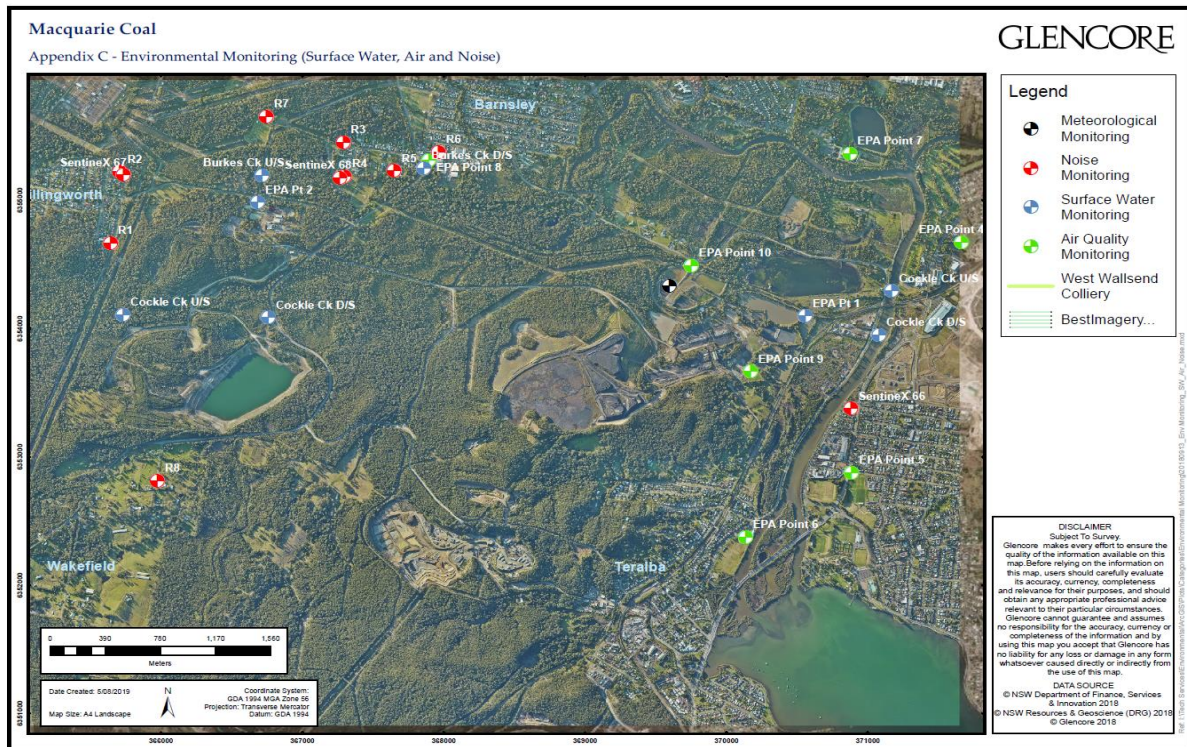 Macquarie Coal
Appendix C - Environmental Monitoring (Surface Water, Air and Noise)
GLENCORE
Legend
Meteorological
Monitoring
Noise
Monitoring
Surface Water
Monitoring
Air Quality
Monitoring
West Wallsend
Colliery
BestImagery...
Barnsley
R7
R3
R6
EPA Point 7
SentineX 67
R2
Burkes Ck U/S
SentineX 68
R4
R5
Burkes Ck D/S
EPA Point 8
llingworth
EPA Pt 2
R1
EPA Point 4
EPA Point 10
Cockle Ck U/S
Cockle Ck D/S
Cockle Ck U/S
EPA Pt 1
Cockle Ck D/S
EPA Point 9
SentineX 66
R8
EPA Point 5
EPA Point 6
Wakefield
Teralba
6355000
6354000
6353000
6352000
6351000
366000
367000
368000
369000
370000
371000
0 390 780 1,170 1,560
Meters
Date Created: 5/08/2019
Map Size: A4 Landscape
N
Coordinate System:
GDA 1994 MGA Zone 56
Projection: Transverse Mercator
Datum: GDA 1994
DISCLAIMER
Subject To Survey.
Glencore makes every effort to ensure the
quality of the information available on this
map.Before relying on the information on
this map, users should carefully evaluate
its accuracy, currency, completeness
and relevance for their purposes, and should
obtain any appropriate professional advice
relevant to their particular circumstances.
Glencore cannot guarantee and assumes
no responsibility for the accuracy, currency or
completeness of the information and by
using this map you accept that Glencore has
no liability for any loss or damage in any form
whatsoever caused directly or indirectly from
the use of this map.
DATA SOURCE
© NSW Department of Finance, Services
& Innovation 2018
© NSW Resources & Geoscience (DRG) 2018
© Glencore 2018